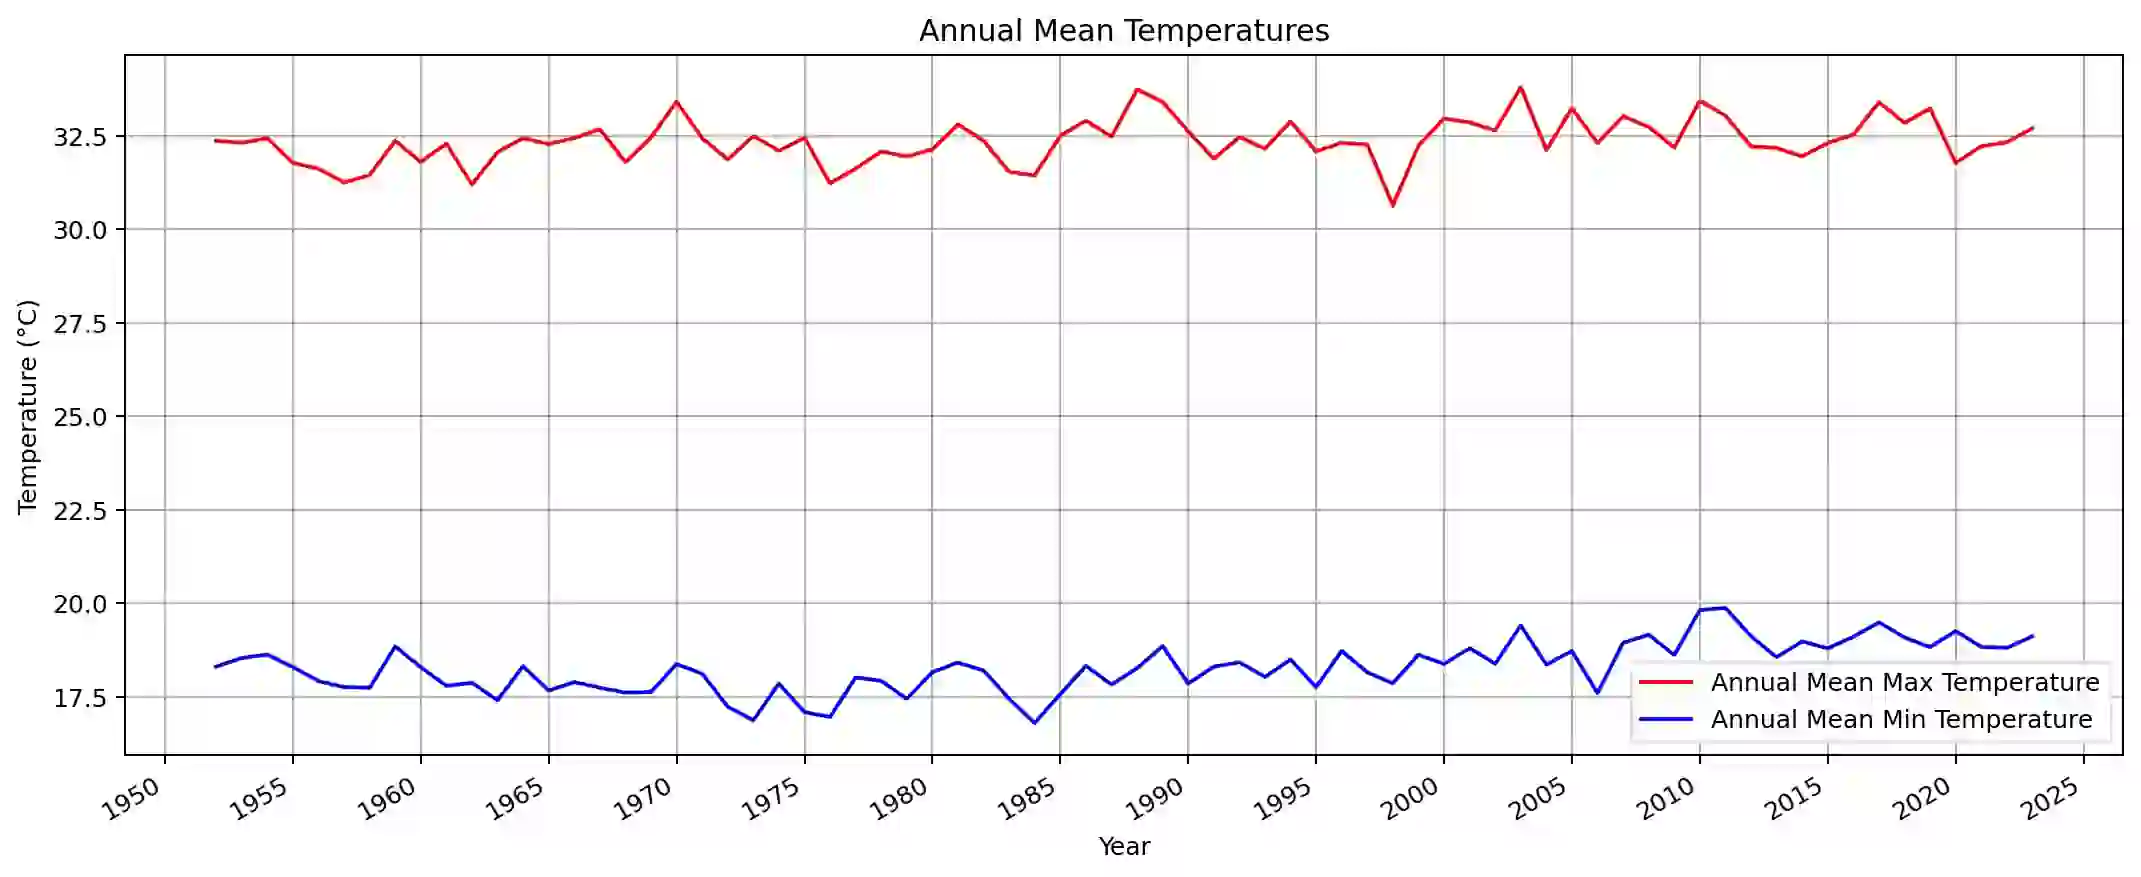 Annual Mean Temperatures
Temperature (°C)
32.5
30.0
27.5
25.0
22.5
20.0
17.5
Annual Mean Max Temperature
Annual Mean Min Temperature
1950 1955 1960 1965 1970 1975 1980 1985 1990 1995 2000 2005 2010 2015 2020 2025
Year